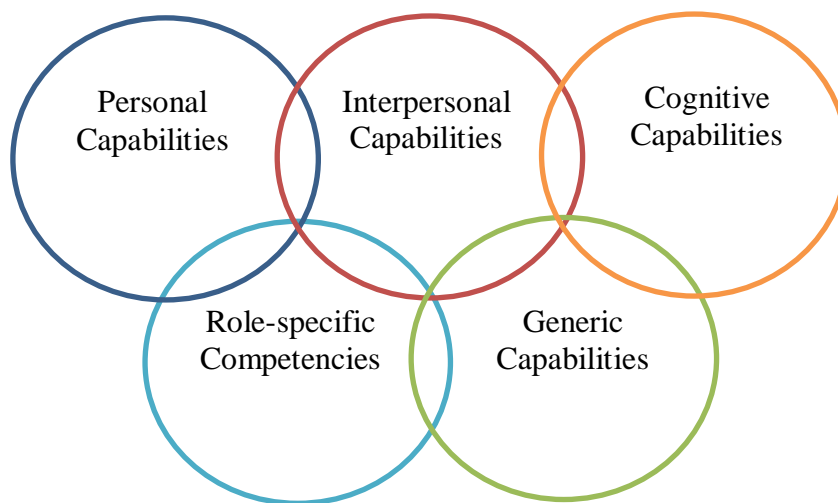 Personal
Capabilities
Interpersonal
Capabilities
Cognitive
Capabilities
Role-specific
Competencies
Generic
Capabilities